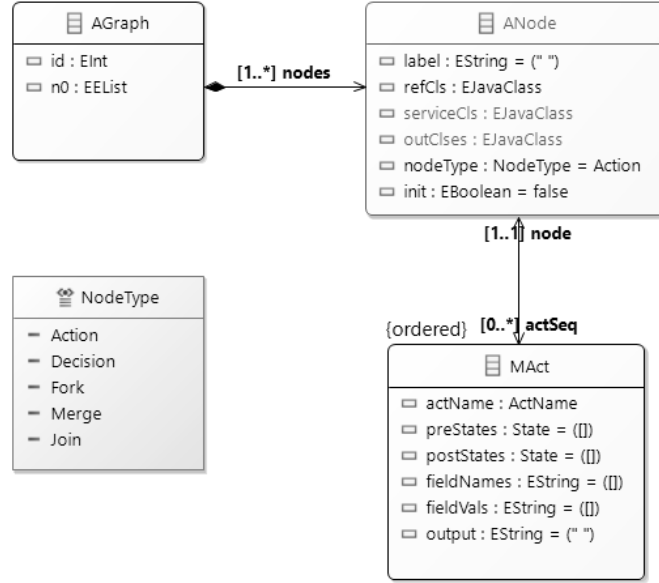 AGraph
id : EInt
n0 : EEList
[1..*] nodes
ANode
label : EString = (" ")
refCls : EJavaClass
serviceCls : EJavaClass
outClses : EJavaClass
nodeType : NodeType = Action
init : EBoolean = false
[1..1] node
NodeType
Action
Decision
Fork
Merge
Join
{ordered} [0..*] actSeq
MAct
actName : ActName
preStates : State = ([])
postStates : State = ([])
fieldNames : EString = ([])
fieldVals : EString = ([])
output : EString = (" ")